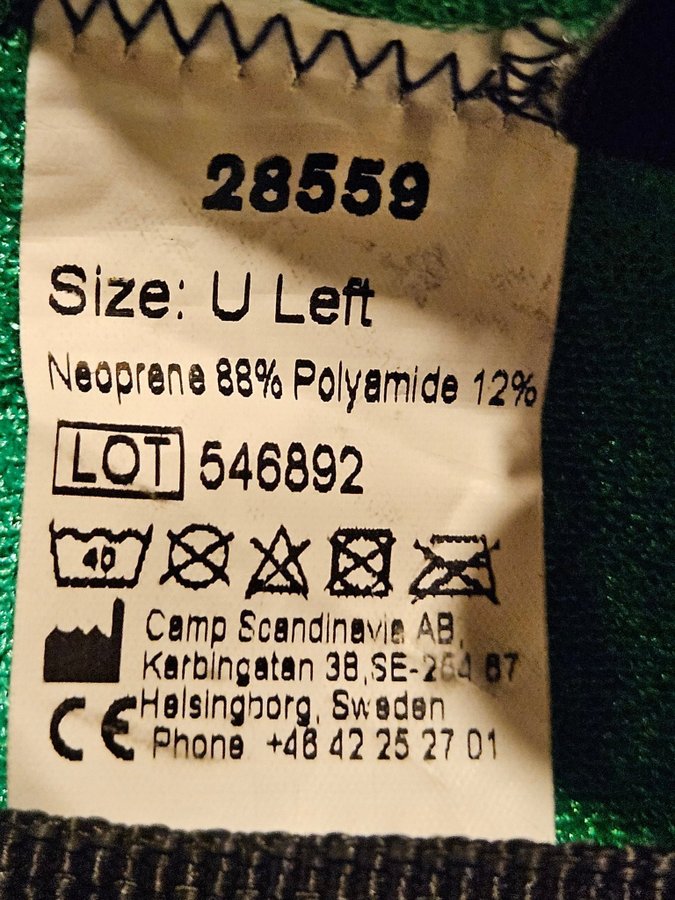 28559
Size: U Left
Neoprene 88% Polyamide 12%
LOT 546892
40
Camp Scandinavia AB,
Karbingatan 38,SE-254 67
Helsingborg, Sweden
CE Phone +46 42 25 27 01